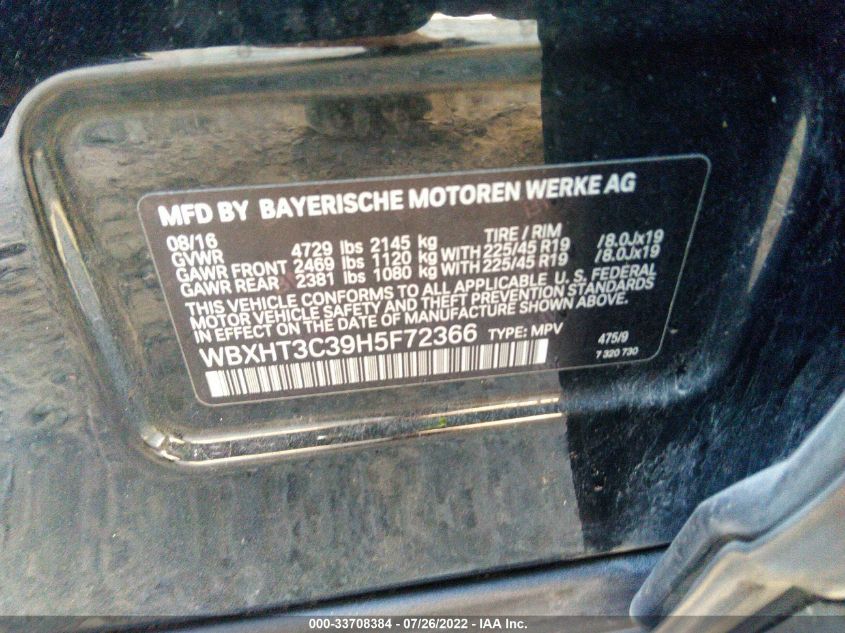 MFD BY BAYERISCHE MOTOREN WERKE AG
08/16 TIRE / RIM
GVWR 4729 lbs 2145 kg
GAWR FRONT 2469 lbs 1120 kg WITH 225/45 R19 /8.0Jx19
GAWR REAR 2381 lbs 1080 kg WITH 225/45 R19 /8.0Jx19
THIS VEHICLE CONFORMS TO ALL APPLICABLE U. S. FEDERAL
MOTOR VEHICLE SAFETY AND THEFT PREVENTION STANDARDS
IN EFFECT ON THE DATE OF MANUFACTURE SHOWN ABOVE.
WBXHT3C39H5F72366 TYPE: MPV 475/9
7 320 730
000-33708384 - 07/26/2022 - IAA Inc.